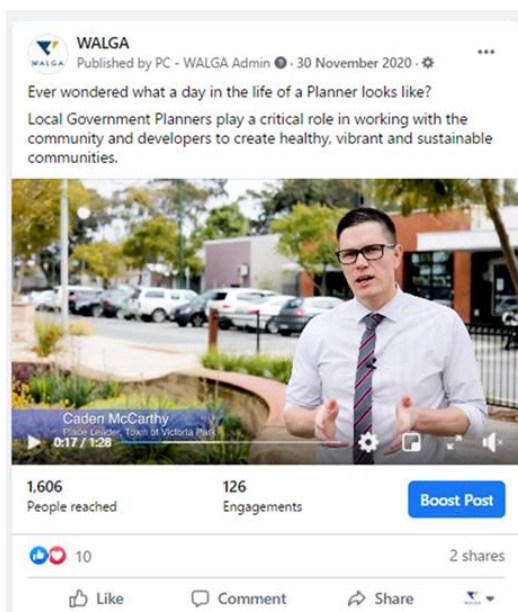 WALGA
WALGA
Published by PC - WALGA Admin · 30 November 2020 ·
Ever wondered what a day in the life of a Planner looks like?
Local Government Planners play a critical role in working with the
community and developers to create healthy, vibrant and sustainable
communities.
Caden McCarthy
Place Leader, Town of Victoria Park
0:17 / 1:28
1,606
People reached
126
Engagements
Boost Post
10
2 shares
Like
Comment
Share